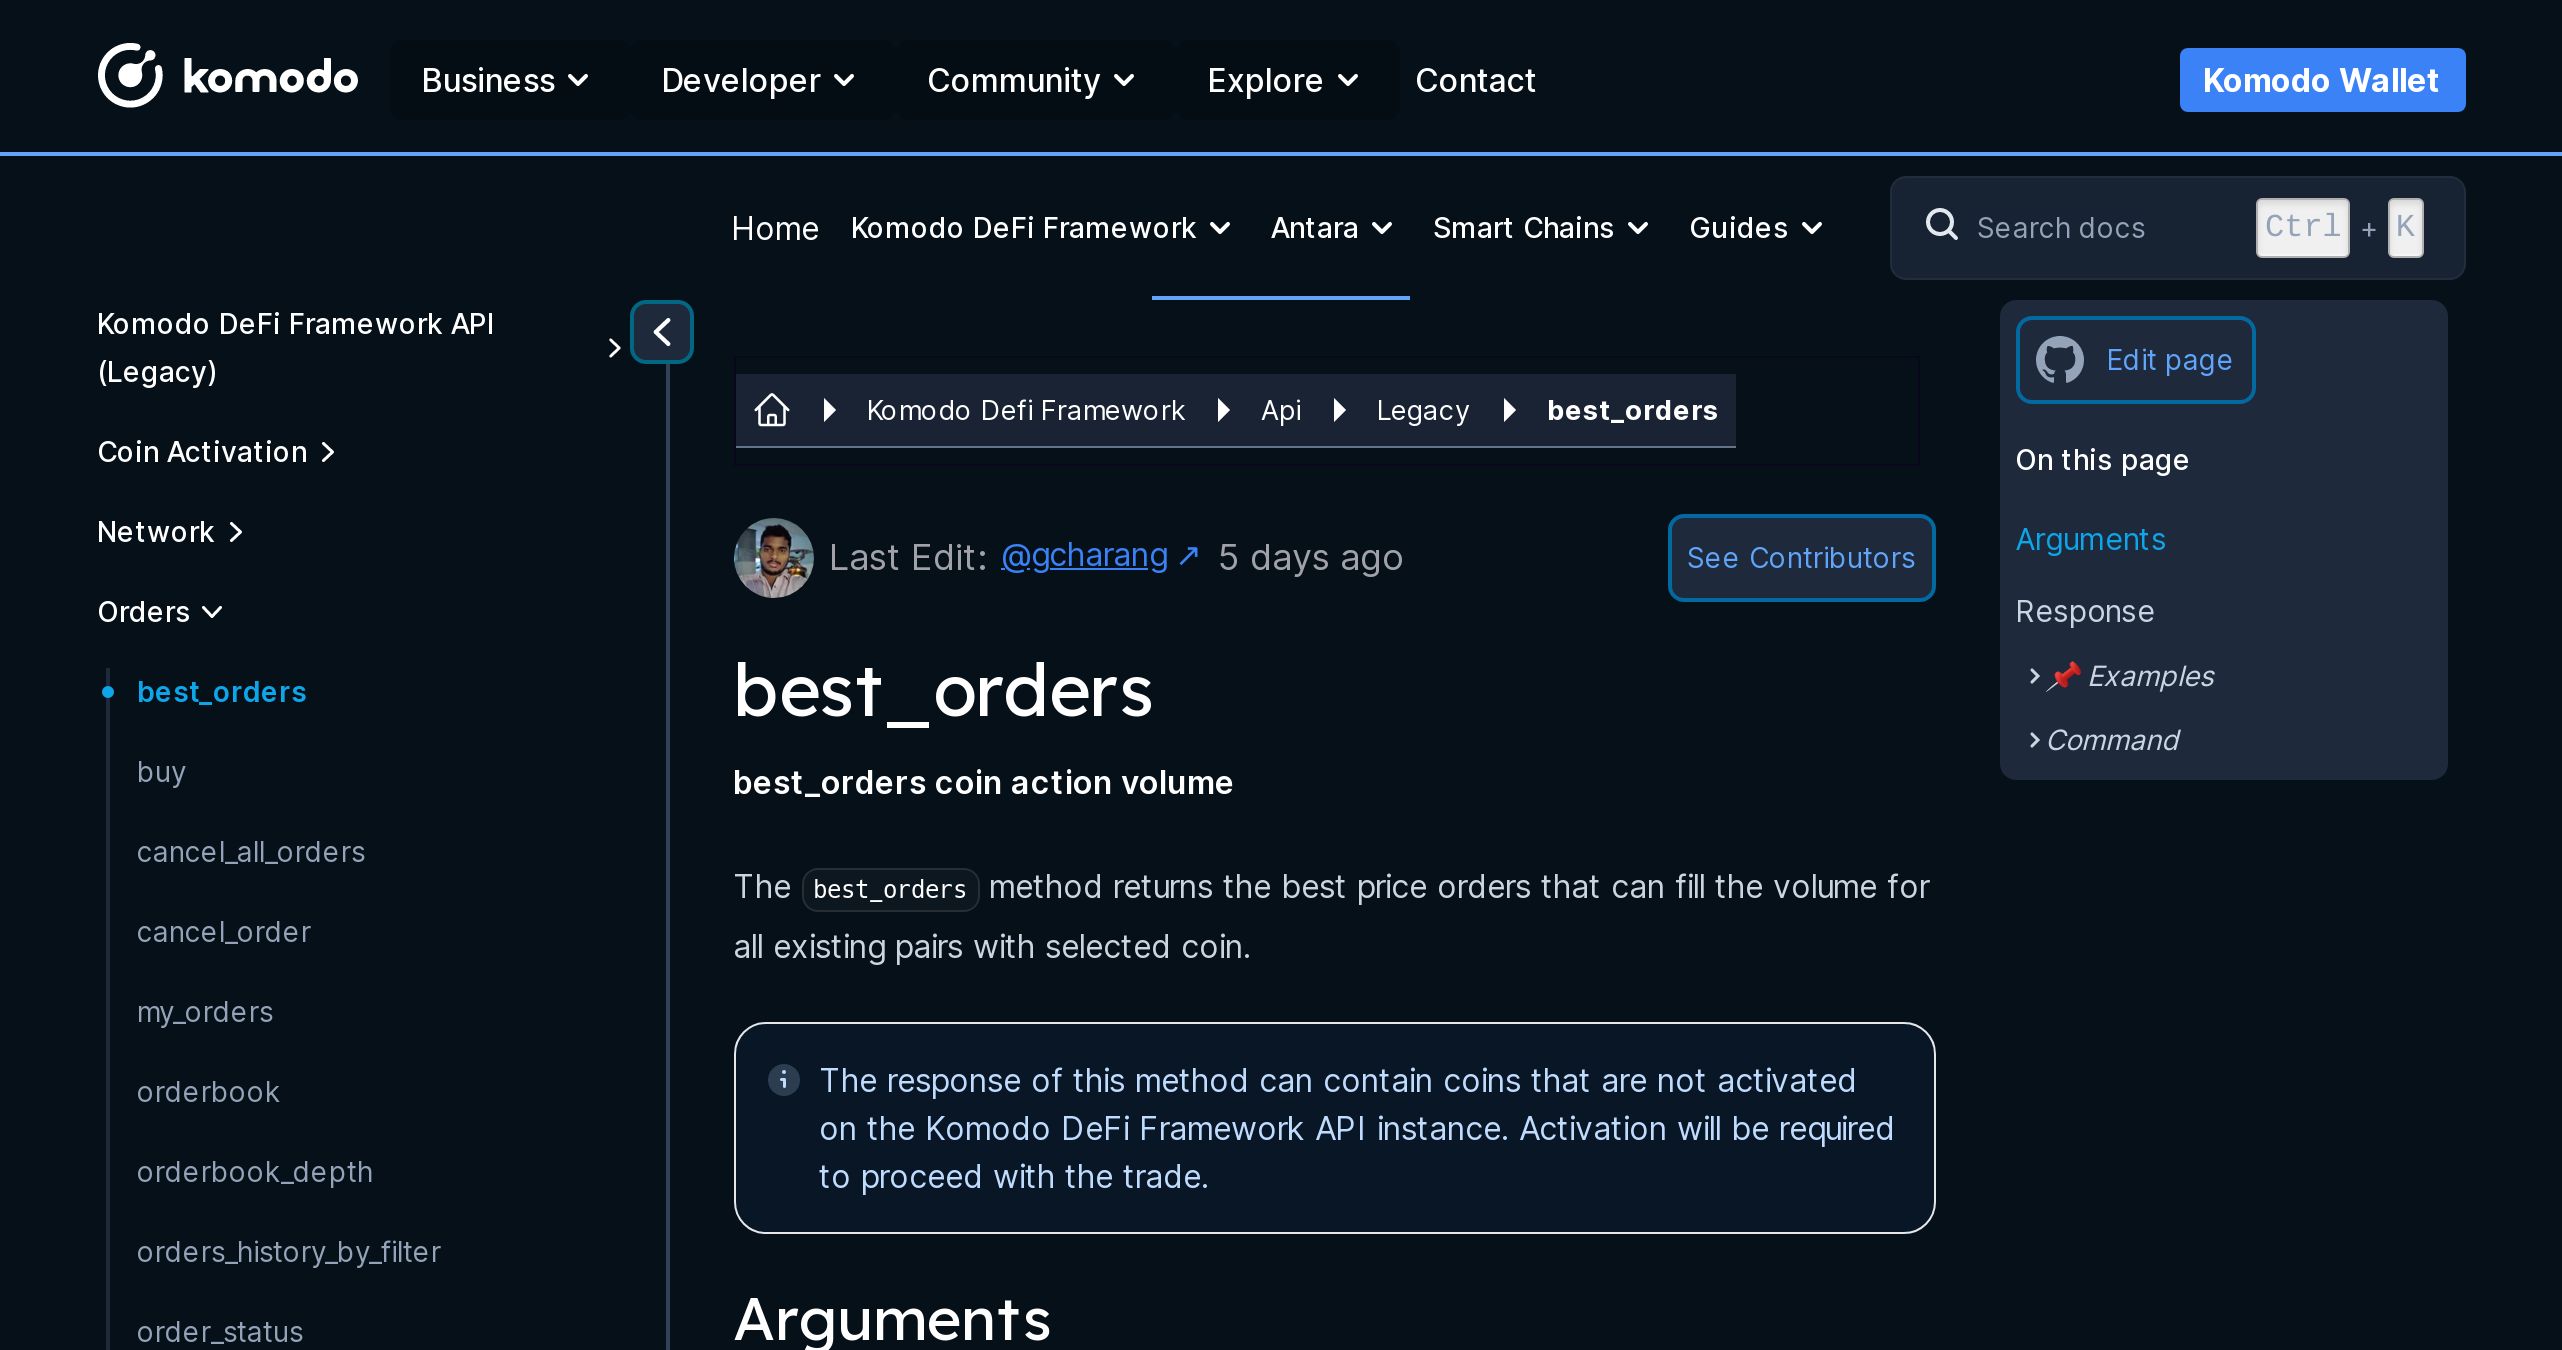 komodo
Business
Developer
Community
Explore
Contact
Komodo Wallet
Home
Komodo DeFi Framework
Antara
Smart Chains
Guides
Search docs
Ctrl + K
Komodo DeFi Framework API
(Legacy)
Coin Activation
Network
Orders
best_orders
buy
cancel_all_orders
cancel_order
my_orders
orderbook
orderbook_depth
orders_history_by_filter
order_status
Komodo Defi Framework
Api
Legacy
best_orders
Last Edit: @gcharang ↗ 5 days ago
See Contributors
best_orders
best_orders coin action volume
The best_orders method returns the best price orders that can fill the volume for
all existing pairs with selected coin.
The response of this method can contain coins that are not activated
on the Komodo DeFi Framework API instance. Activation will be required
to proceed with the trade.
Arguments
Edit page
On this page
Arguments
Response
📌 Examples
Command